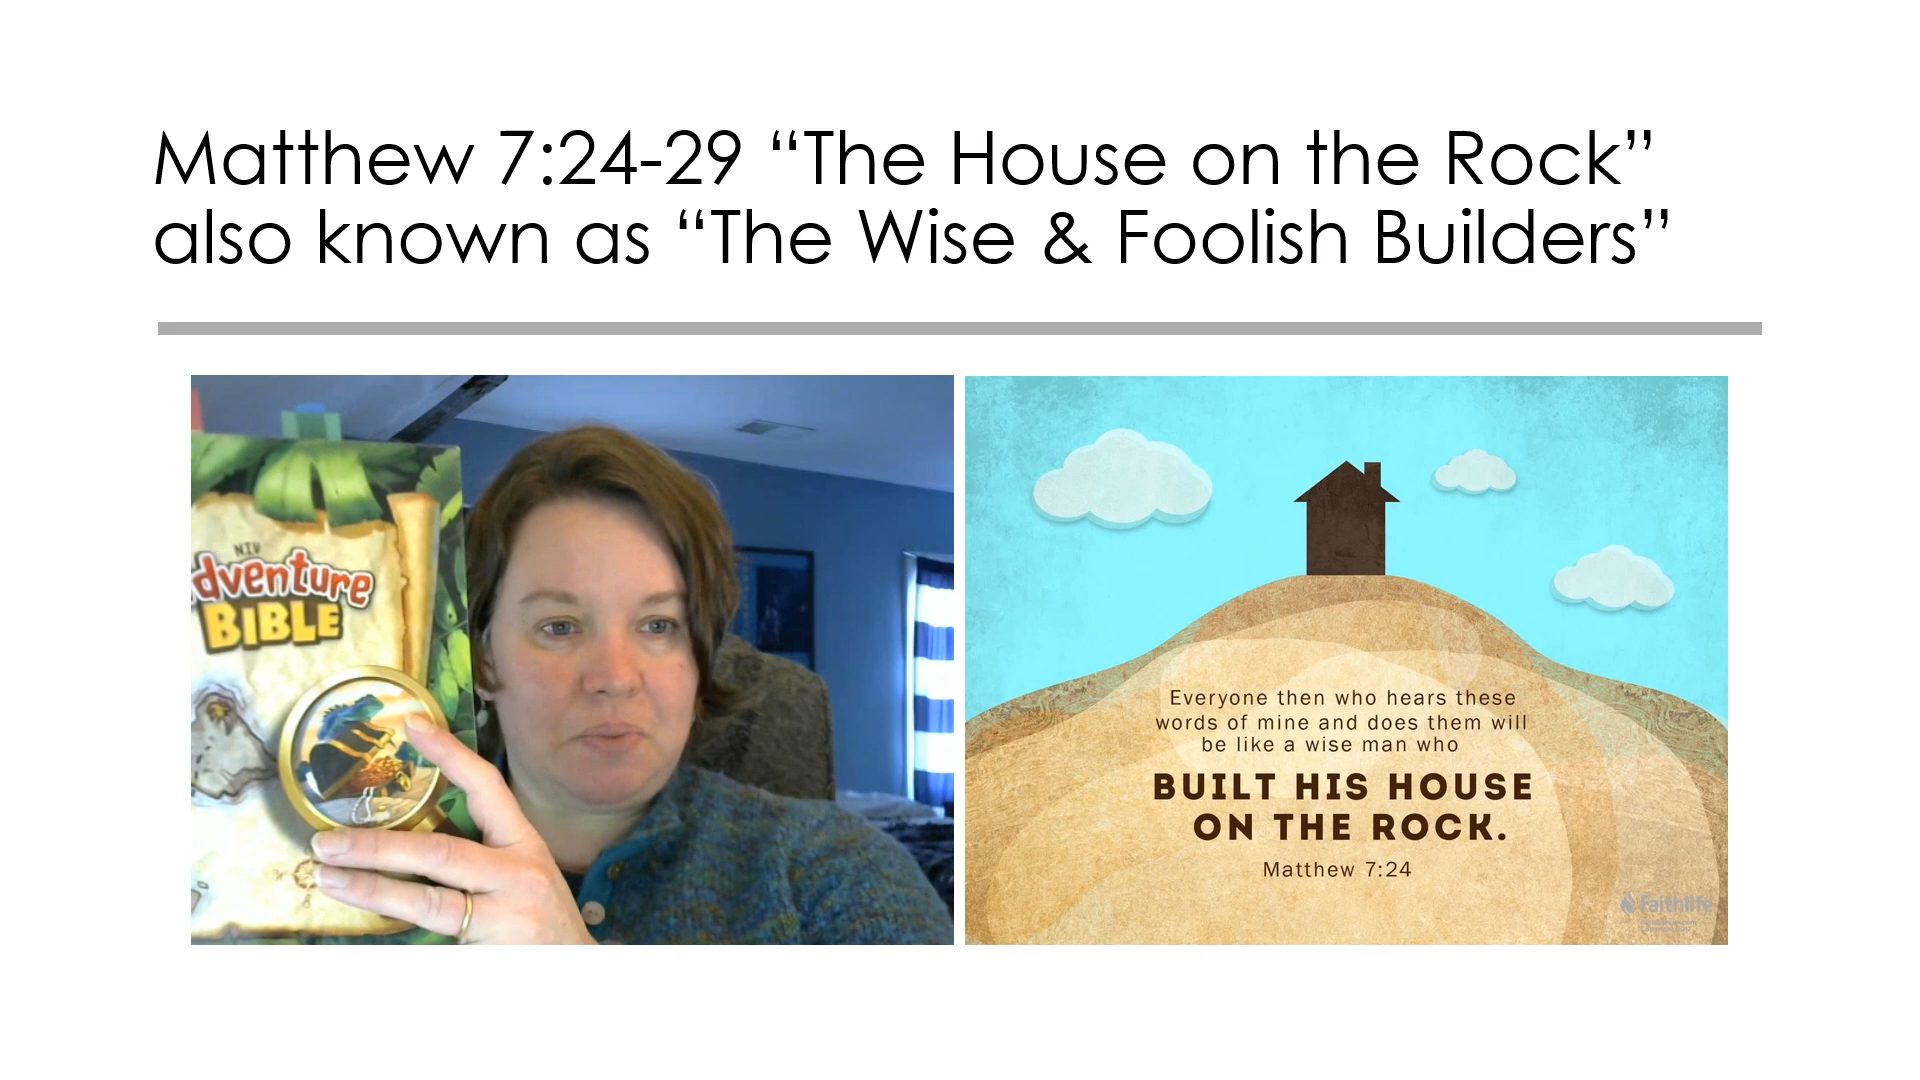 Matthew 7:24-29 “The House on the Rock”
also known as “The Wise & Foolish Builders”
NIV
dventure
BIBLE
Everyone then who hears these
words of mine and does them will
be like a wise man who
BUILT HIS HOUSE
ON THE ROCK.
Matthew 7:24
Faithlife